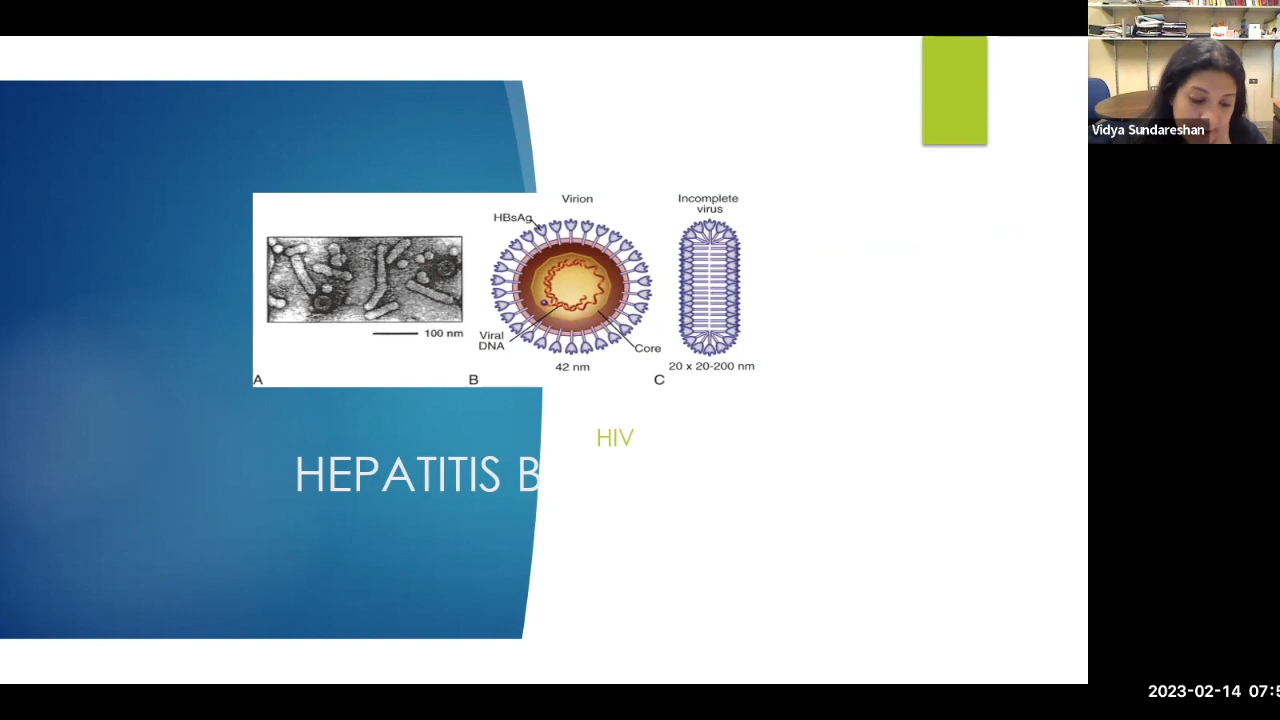 Virion
Incomplete
virus
HBsAg
100 nm
Viral
DNA
Core
42 nm
20 x 20-200 nm
A
B
C
HIV
HEPATITIS B
Vidya Sundareshan
2023-02-14 07:5